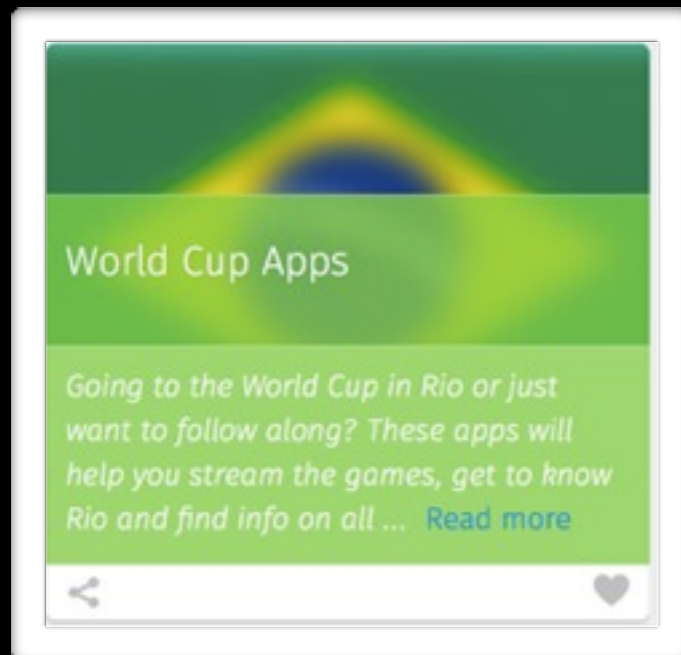 World Cup Apps
Going to the World Cup in Rio or just
want to follow along? These apps will
help you stream the games, get to know
Rio and find info on all ... Read more